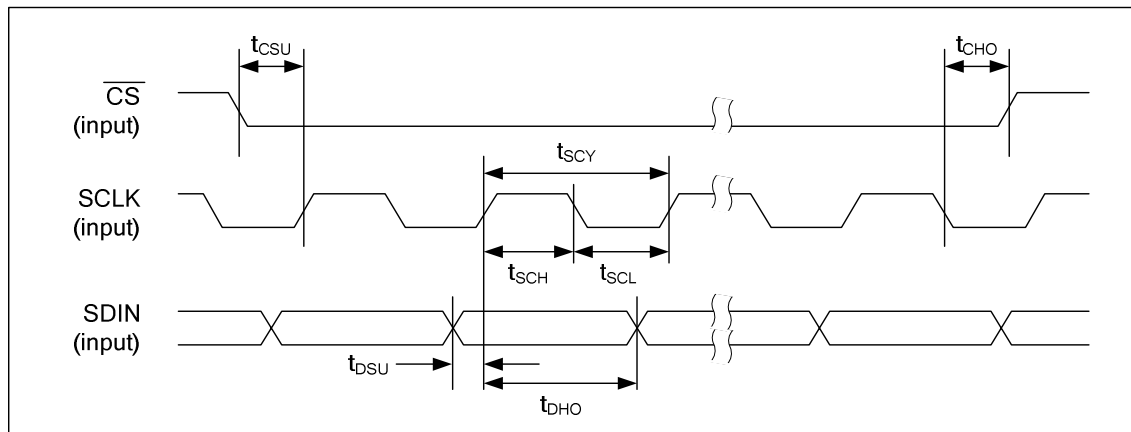 tCSU
tCHO
CS
(input)
tSCY
SCLK
(input)
tSCH
tSCL
SDIN
(input)
tDSU
tDHO